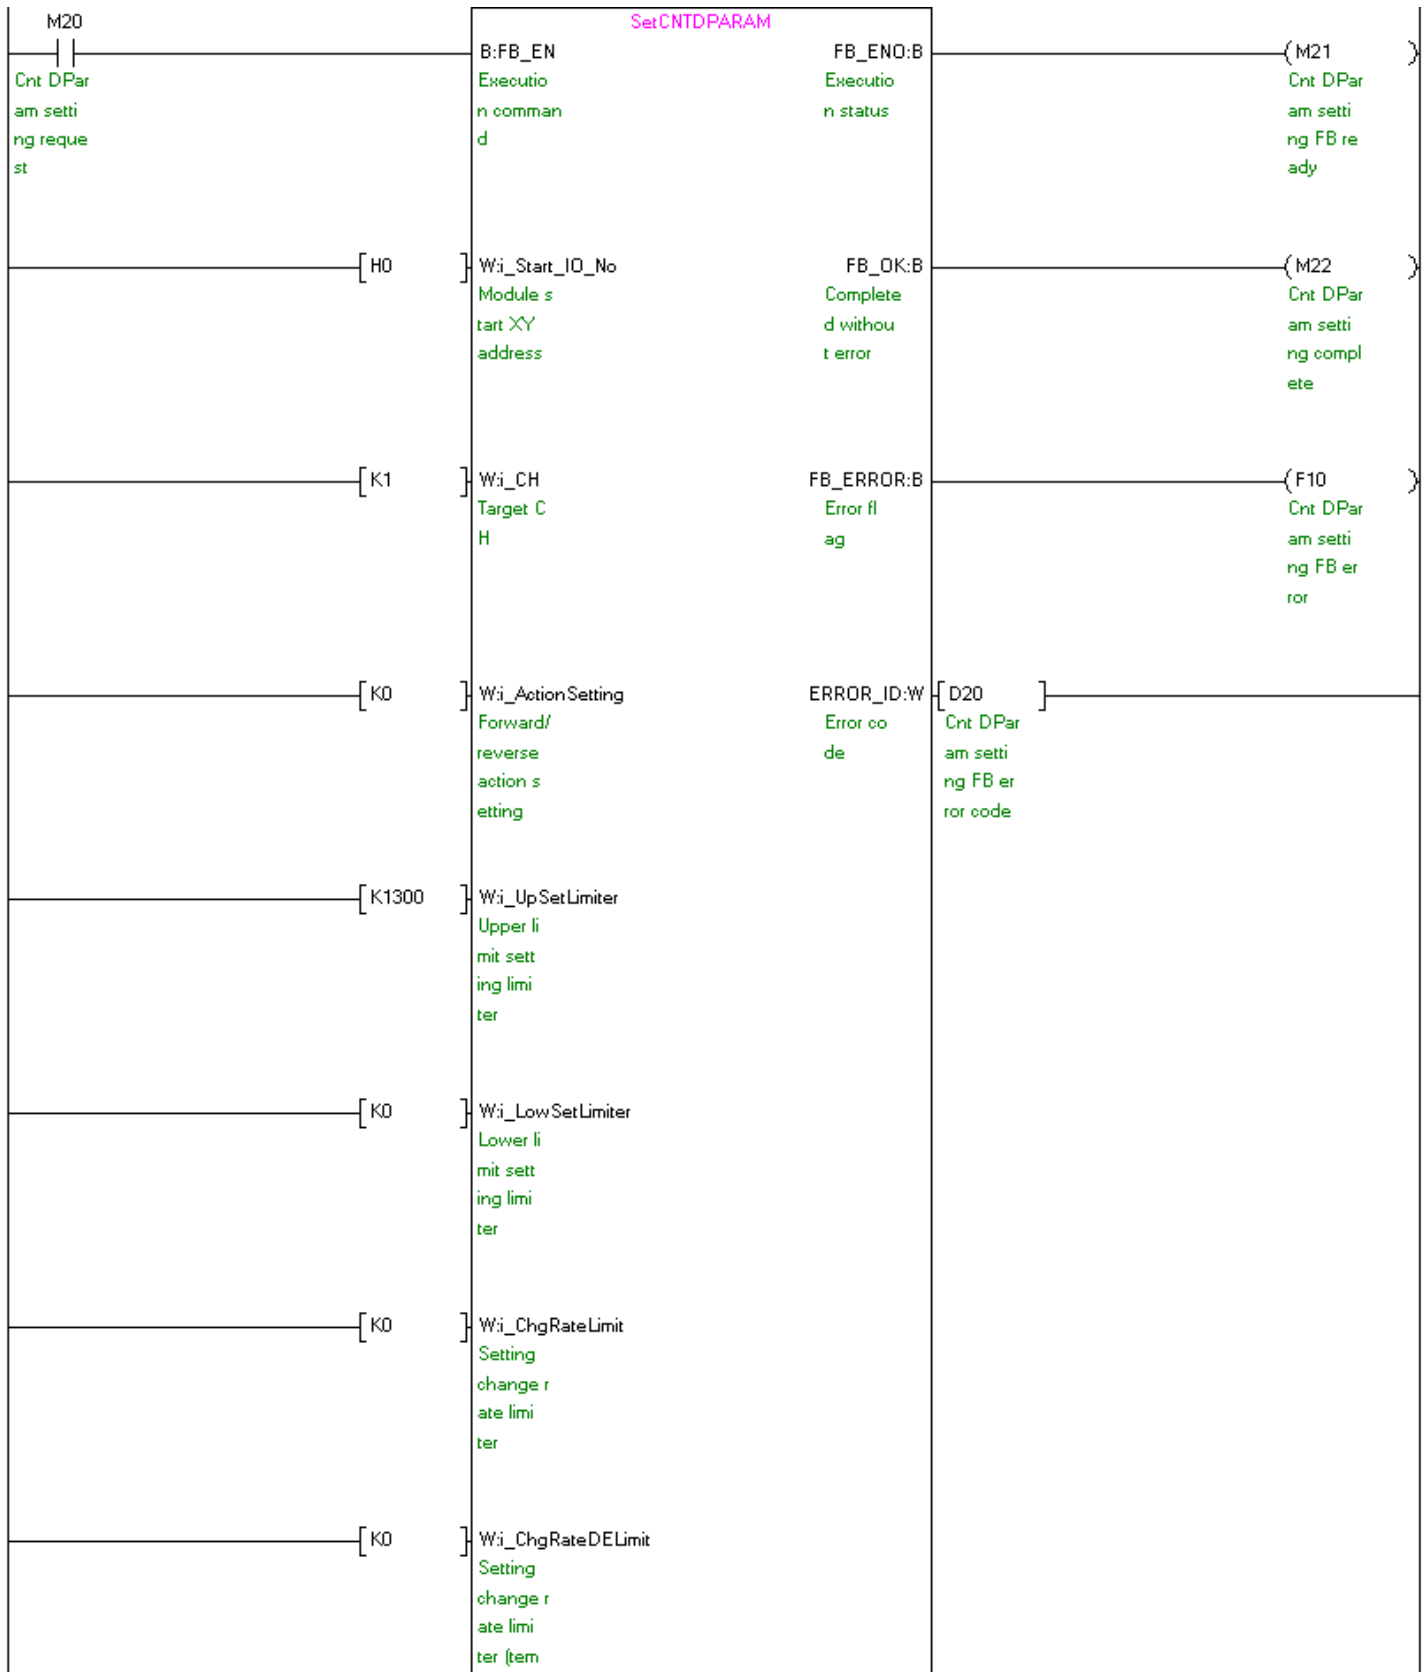 M20
SetCNTDPARAM
B:FB_EN
FB_ENO:B
M21
Cnt DPar
am setti
ng reque
st
Executio
n comman
d
Executio
n status
Cnt DPar
am setti
ng FB re
ady
H0
W:i_Start_IO_No
FB_OK:B
M22
Module s
tart XY
address
Complete
d withou
t error
Cnt DPar
am setti
ng compl
ete
K1
W:i_CH
FB_ERROR:B
F10
Target C
H
Error fl
ag
Cnt DPar
am setti
ng FB er
ror
K0
W:i_ActionSetting
ERROR_ID:W
D20
Forward/
reverse
action s
etting
Error co
de
Cnt DPar
am setti
ng FB er
ror code
K1300
W:i_UpSetLimiter
Upper li
mit sett
ing limi
ter
K0
W:i_LowSetLimiter
Lower li
mit sett
ing limi
ter
K0
W:i_ChgRateLimit
Setting
change r
ate limi
ter
K0
W:i_ChgRateDELimit
Setting
change r
ate limi
ter (tem